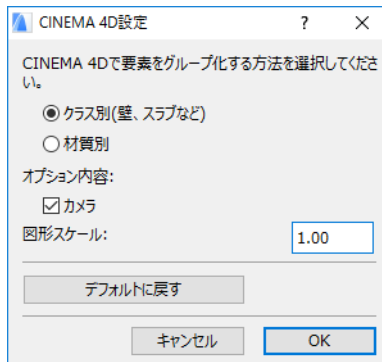 CINEMA 4D設定
CINEMA 4Dで要素をグループ化する方法を選択してくださ
い。
クラス別(壁、スラブなど)
材質別
オプション内容:
カメラ
図形スケール:
1.00
デフォルトに戻す
キャンセル
OK